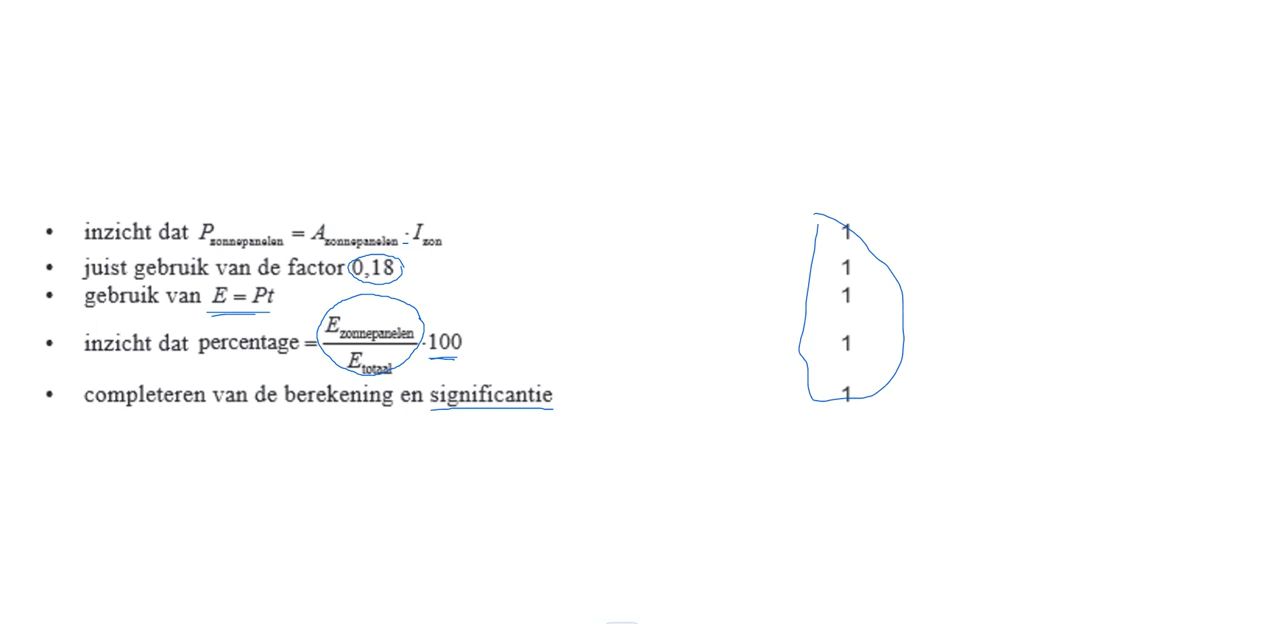 • inzicht dat P_zonnepanelen = A_zonnepanelen · I_zon 1
• juist gebruik van de factor 0,18 1
• gebruik van E = Pt 1
• inzicht dat percentage = E_zonnepanelen / E_totaal · 100 1
• completeren van de berekening en significantie 1